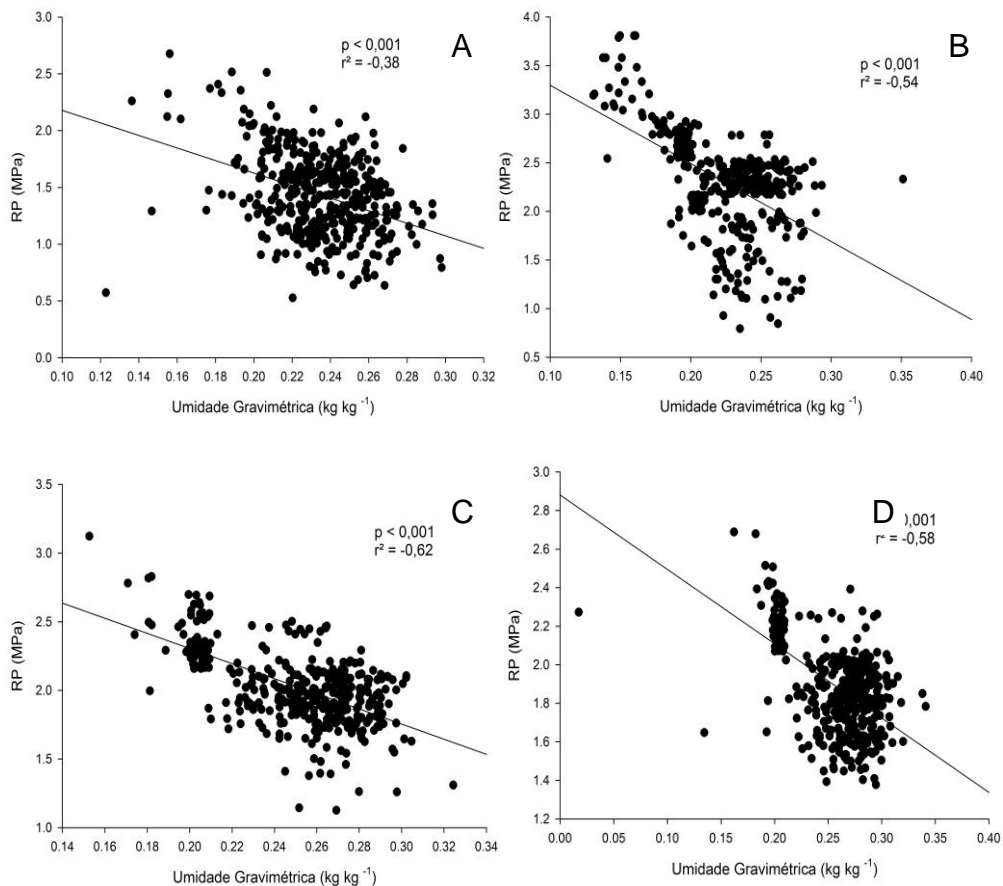 A
p < 0,001
r² = -0,38
RP (MPa)
3.0
2.5
2.0
1.5
1.0
0.5
0.0
0.10 0.12 0.14 0.16 0.18 0.20 0.22 0.24 0.26 0.28 0.30 0.32
Umidade Gravimétrica (kg kg⁻¹)
B
p < 0,001
r² = -0,54
RP (MPa)
4.0
3.5
3.0
2.5
2.0
1.5
1.0
0.5
0.10 0.15 0.20 0.25 0.30 0.35 0.40
Umidade Gravimétrica (kg kg⁻¹)
C
p < 0,001
r² = -0,62
RP (MPa)
3.5
3.0
2.5
2.0
1.5
1.0
0.14 0.16 0.18 0.20 0.22 0.24 0.26 0.28 0.30 0.32 0.34
Umidade Gravimétrica (kg kg⁻¹)
D
0,001
r² = -0,58
RP (MPa)
3.0
2.8
2.6
2.4
2.2
2.0
1.8
1.6
1.4
1.2
0.00 0.05 0.10 0.15 0.20 0.25 0.30 0.35 0.40
Umidade Gravimétrica (kg kg⁻¹)